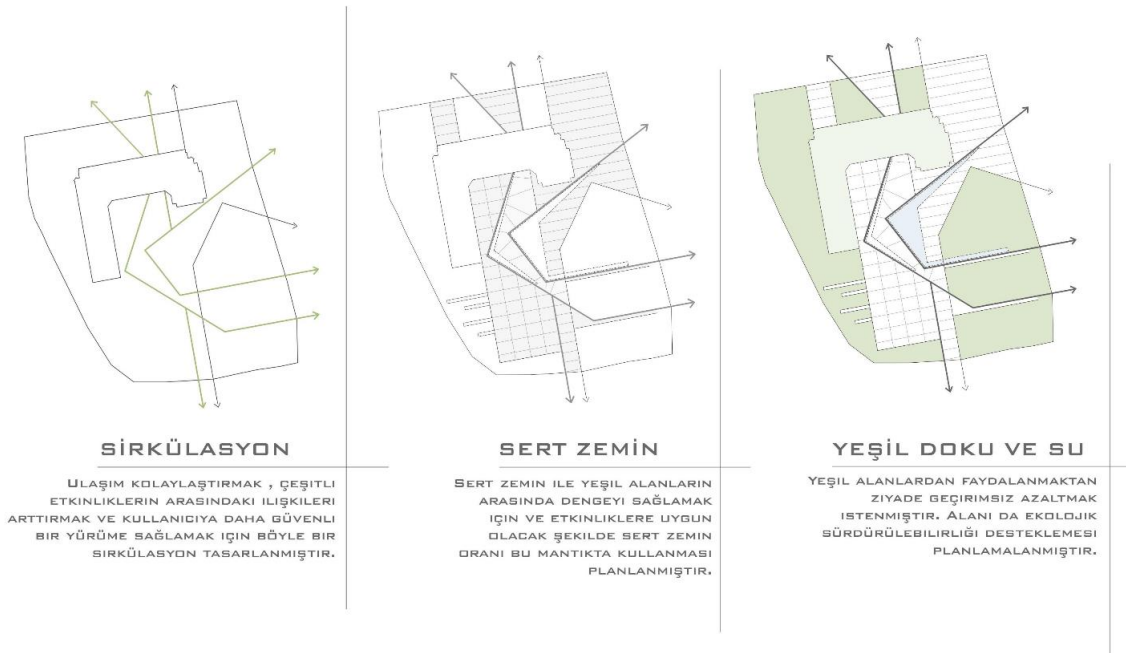 SİRKÜLASYON
ULAŞIM KOLAYLAŞTIRMAK , ÇEŞİTLİ
ETKINLIKLERIN ARASINDAKI ILIŞKILERI
ARTTIRMAK VE KULLANICIYA DAHA GÜVENLI
BIR YÜRÜME SAĞLAMAK IÇIN BÖYLE BIR
SIRKÜLASYON TASARLANMIŞTIR.
SERT ZEMİN
SERT ZEMIN ILE YEŞIL ALANLARIN
ARASINDA DENGEYI SAĞLAMAK
IÇIN VE ETKINLIKLERE UYGUN
OLACAK ŞEKILDE SERT ZEMIN
ORANI BU MANTIKTA KULLANMASI
PLANLANMIŞTIR.
YEŞİL DOKU VE SU
YEŞIL ALANLARDAN FAYDALANMAKTAN
ZIYADE GEÇIRIMSIZ AZALTMAK
ISTENMIŞTIR. ALANI DA EKOLOJIK
SÜRDÜRÜLEBILIRLIĞI DESTEKLEMESI
PLANLAMALANMIŞTIR.